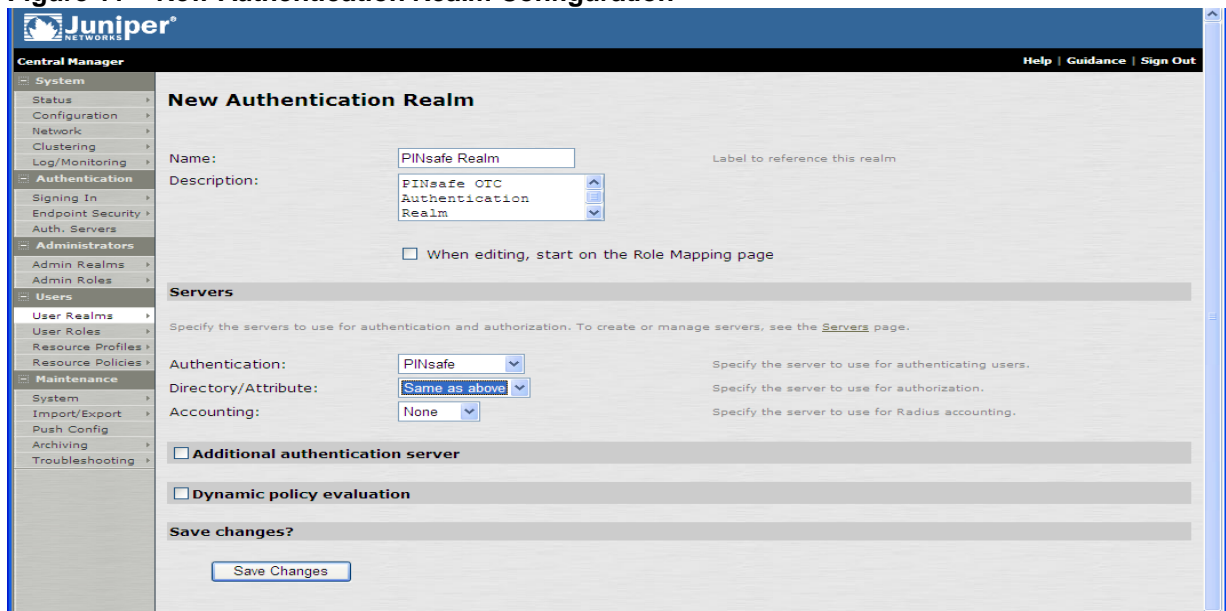 Juniper®
NETWORKS
Central Manager
Help | Guidance | Sign Out
System
Status
Configuration
Network
Clustering
Log/Monitoring
Authentication
Signing In
Endpoint Security
Auth. Servers
Administrators
Admin Realms
Admin Roles
Users
User Realms
User Roles
Resource Profiles
Resource Policies
Maintenance
System
Import/Export
Push Config
Archiving
Troubleshooting
New Authentication Realm
Name: PINsafe Realm Label to reference this realm
Description: PINsafe OTC
Authentication
Realm
When editing, start on the Role Mapping page
Servers
Specify the servers to use for authentication and authorization. To create or manage servers, see the Servers page.
Authentication: PINsafe Specify the server to use for authenticating users.
Directory/Attribute: Same as above Specify the server to use for authorization.
Accounting: None Specify the server to use for Radius accounting.
Additional authentication server
Dynamic policy evaluation
Save changes?
Save Changes